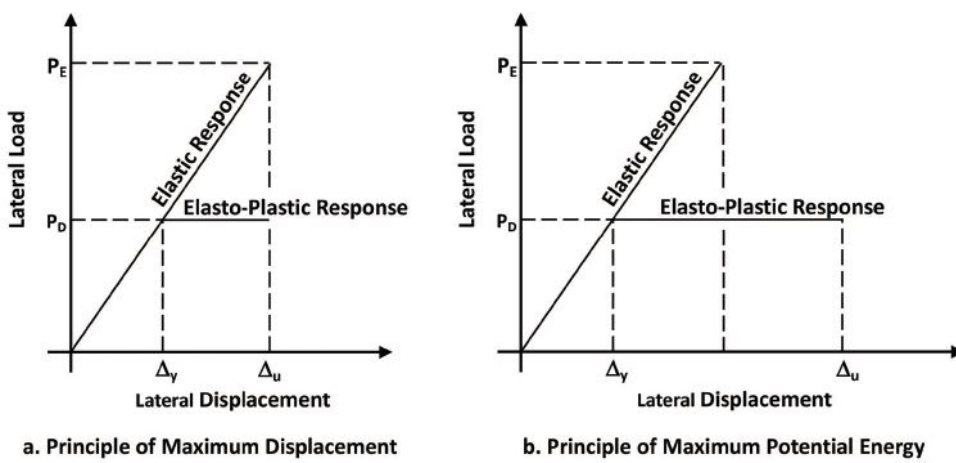 Lateral Load
P_E
P_D
Elastic Response
Elasto-Plastic Response
Δ_y
Δ_u
Lateral Displacement
a. Principle of Maximum Displacement
Lateral Load
P_E
P_D
Elastic Response
Elasto-Plastic Response
Δ_y
Δ_u
Lateral Displacement
b. Principle of Maximum Potential Energy